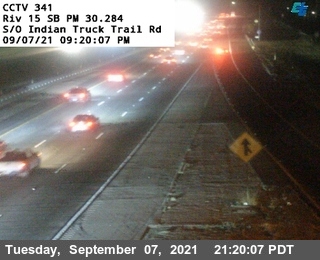 CCTV 341
Riv 15 SB PM 30.284
S/O Indian Truck Trail Rd
09/07/21 09:20:07 PM
Tuesday, September 07, 2021 21:20:07 PDT